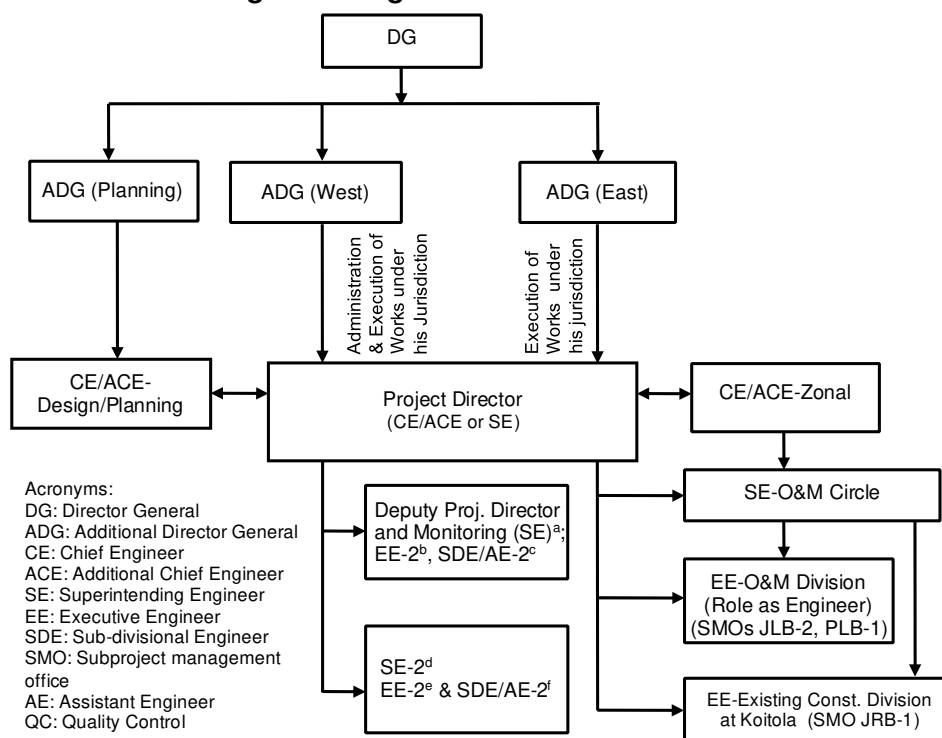 DG
ADG (Planning)
ADG (West)
ADG (East)
Administration
& Execution of
Works under
his Jurisdiction
Execution of
Works under
his jurisdiction
CE/ACE-
Design/Planning
Project Director
(CE/ACE or SE)
CE/ACE-Zonal
SE-O&M Circle
Deputy Proj. Director
and Monitoring (SE)ᵃ;
EE-2ᵇ, SDE/AE-2ᶜ
EE-O&M Division
(Role as Engineer)
(SMOs JLB-2, PLB-1)
SE-2ᵈ
EE-2ᵉ & SDE/AE-2ᶠ
EE-Existing Const. Division
at Koitola (SMO JRB-1)
Acronyms:
DG: Director General
ADG: Additional Director General
CE: Chief Engineer
ACE: Additional Chief Engineer
SE: Superintending Engineer
EE: Executive Engineer
SDE: Sub-divisional Engineer
SMO: Subproject management
office
AE: Assistant Engineer
QC: Quality Control